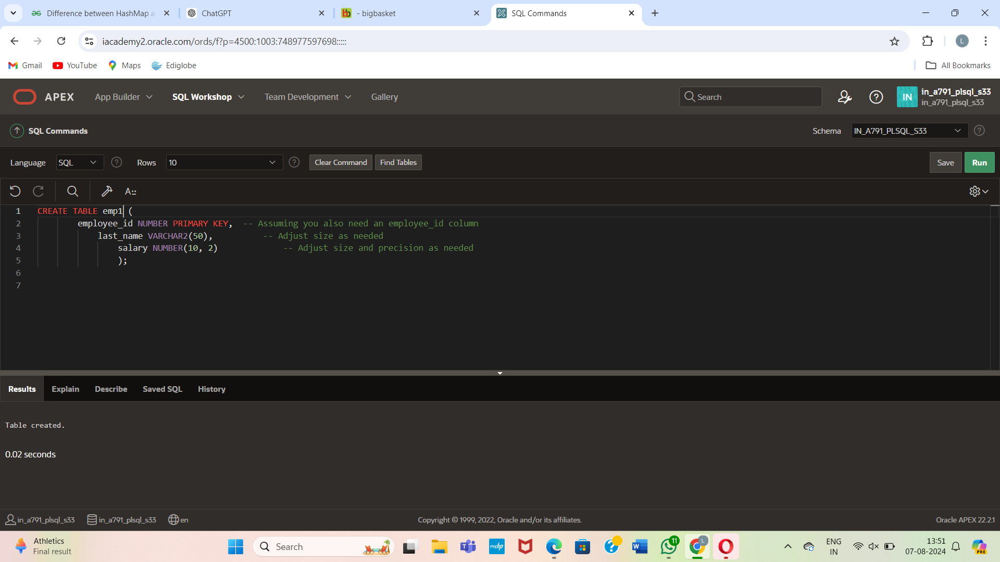 Difference between HashMap a
ChatGPT
- bigbasket
SQL Commands
iacademy2.oracle.com/ords/f?p=4500:1003:748977597698:::::
L
Gmail
YouTube
Maps
Ediglobe
All Bookmarks
APEX
App Builder
SQL Workshop
Team Development
Gallery
Search
IN
in_a791_plsql_s33
in_a791_plsql_s33
SQL Commands
Schema
IN_A791_PLSQL_S33
Language
SQL
Rows
10
Clear Command
Find Tables
Save
Run
A::
1 CREATE TABLE emp1 (
2 employee_id NUMBER PRIMARY KEY, -- Assuming you also need an employee_id column
3 last_name VARCHAR2(50), -- Adjust size as needed
4 salary NUMBER(10, 2) -- Adjust size and precision as needed
5 );
6
7
Results
Explain
Describe
Saved SQL
History
Table created.
0.02 seconds
in_a791_plsql_s33
in_a791_plsql_s33
en
Copyright © 1999, 2022, Oracle and/or its affiliates.
Oracle APEX 22.2.1
Athletics
Final result
Search
myhp
11
L
ENG
IN
13:51
07-08-2024
PRE